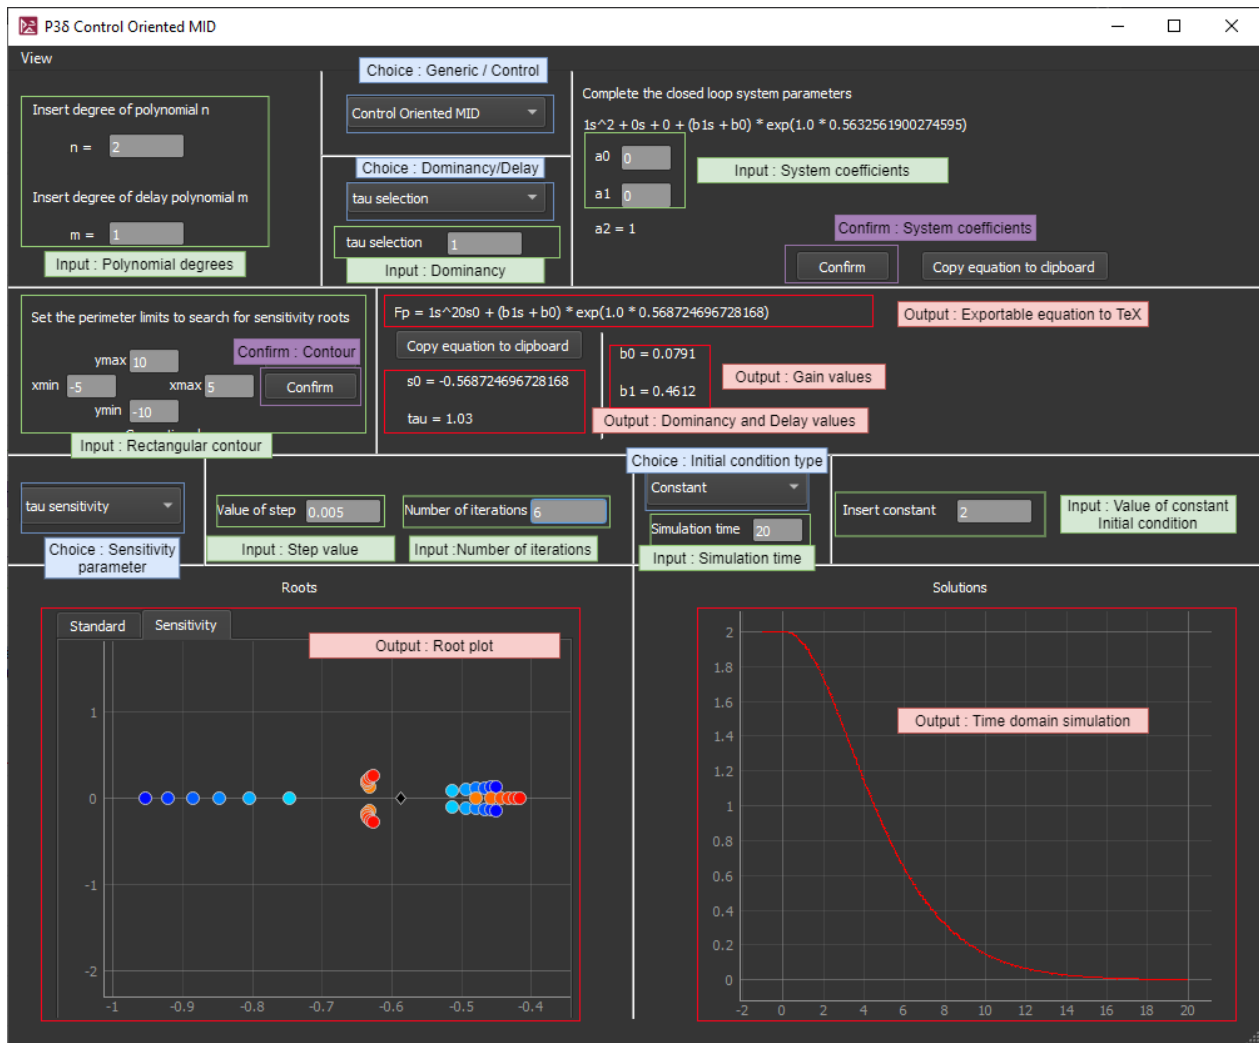 P3δ Control Oriented MID
View
Choice : Generic / Control
Insert degree of polynomial n
Control Oriented MID
Complete the closed loop system parameters
1s^2 + 0s + 0 + (b1s + b0) * exp(1.0 * 0.5632561900274595)
n = 2
a0 0
Choice : Dominancy/Delay
Input : System coefficients
Insert degree of delay polynomial m
tau selection
a1 0
m = 1
a2 = 1
Confirm : System coefficients
tau selection 1
Input : Polynomial degrees
Input : Dominancy
Confirm
Copy equation to clipboard
Set the perimeter limits to search for sensitivity roots
Fp = 1s^20s0 + (b1s + b0) * exp(1.0 * 0.568724696728168)
Output : Exportable equation to TeX
Copy equation to clipboard
ymax 10
Confirm : Contour
b0 = 0.0791
xmin -5
xmax 5
Confirm
s0 = -0.568724696728168
Output : Gain values
b1 = 0.4612
ymin -10
tau = 1.03
Output : Dominancy and Delay values
Input : Rectangular contour
Choice : Initial condition type
tau sensitivity
Constant
Value of step 0.005
Number of iterations 6
Insert constant 2
Input : Value of constant
Initial condition
Simulation time 20
Choice : Sensitivity
parameter
Input : Step value
Input :Number of iterations
Input : Simulation time
Roots
Solutions
Standard
Sensitivity
Output : Root plot
Output : Time domain simulation
1
0
-1
-2
-1
-0.9
-0.8
-0.7
-0.6
-0.5
-0.4
2
1.8
1.6
1.4
1.2
1
0.8
0.6
0.4
0.2
0
-2
0
2
4
6
8
10
12
14
16
18
20